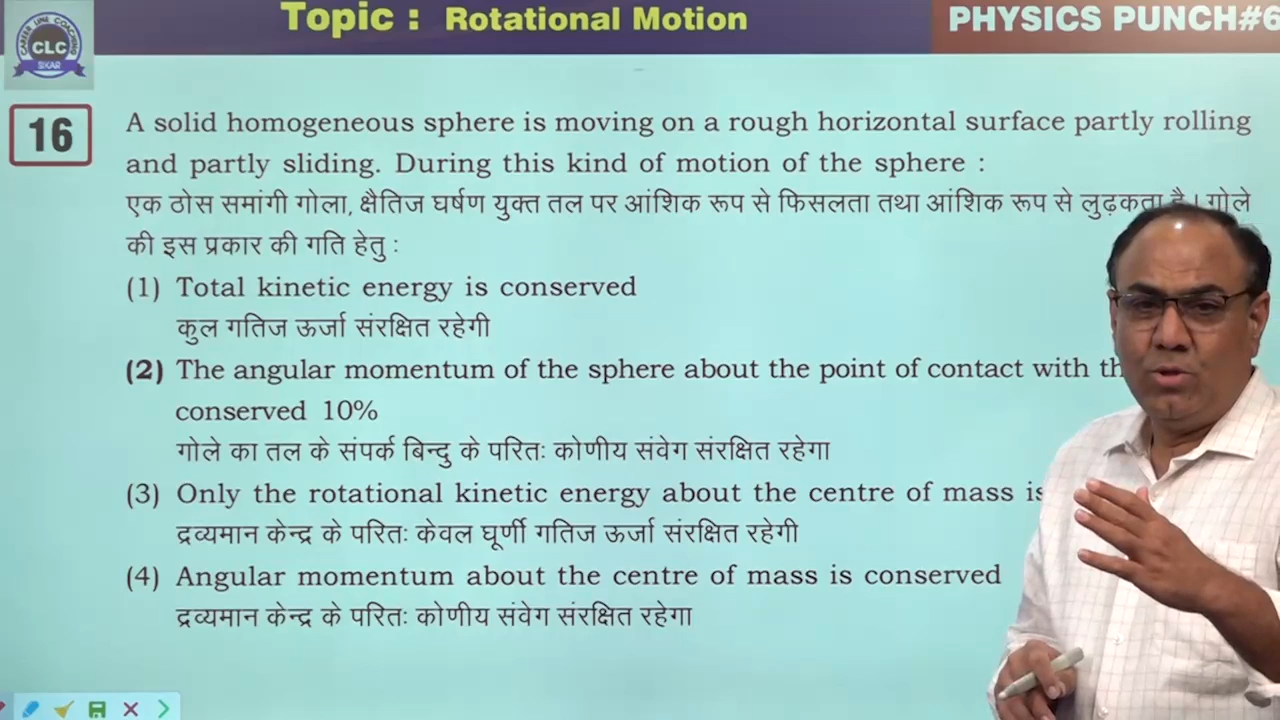 Topic : Rotational Motion
PHYSICS PUNCH#6
CAREER LINE COACHING
CLC
SIKAR
16
A solid homogeneous sphere is moving on a rough horizontal surface partly rolling
and partly sliding. During this kind of motion of the sphere :
एक ठोस समांगी गोला, क्षैतिज घर्षण युक्त तल पर आंशिक रूप से फिसलता तथा आंशिक रूप से लुढ़कता है। गोले
की इस प्रकार की गति हेतु :
(1) Total kinetic energy is conserved
कुल गतिज ऊर्जा संरक्षित रहेगी
(2) The angular momentum of the sphere about the point of contact with
conserved 10%
गोले का तल के संपर्क बिन्दु के परितः कोणीय संवेग संरक्षित रहेगा
(3) Only the rotational kinetic energy about the centre of mass is
द्रव्यमान केन्द्र के परितः केवल घूर्णी गतिज ऊर्जा संरक्षित रहेगी
(4) Angular momentum about the centre of mass is conserved
द्रव्यमान केन्द्र के परितः कोणीय संवेग संरक्षित रहेगा